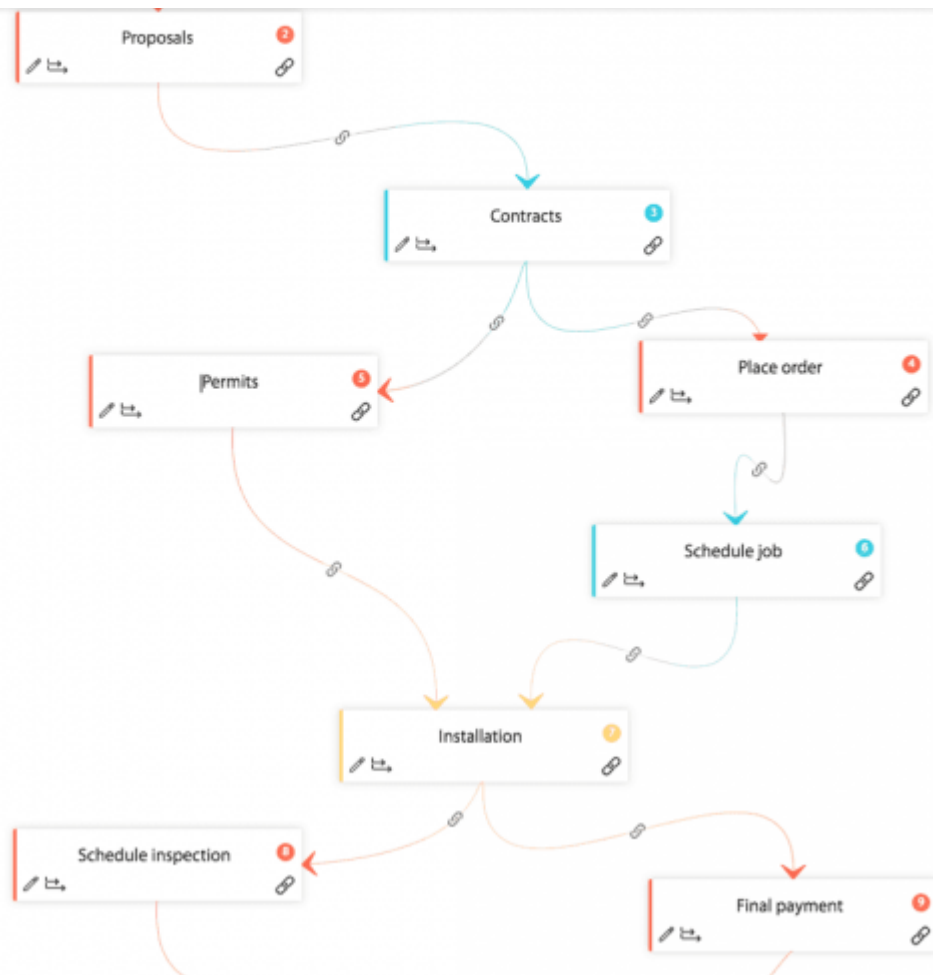 Proposals 2
Contracts 3
Permits 5
Place order 4
Schedule job 6
Installation 7
Schedule inspection 8
Final payment 9